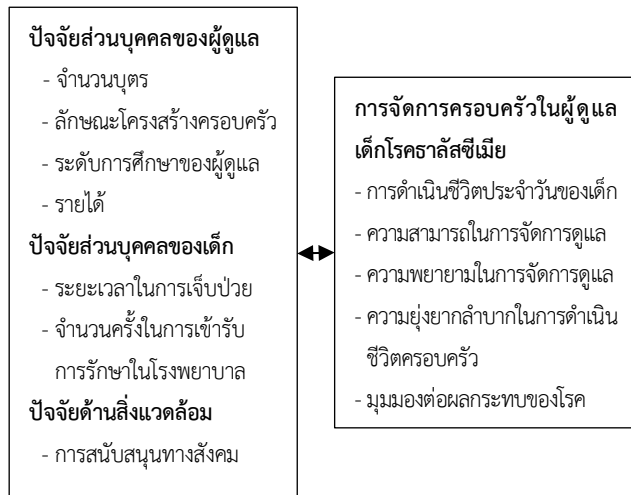 ปัจจัยส่วนบุคคลของผู้ดูแล
- จำนวนบุตร
- ลักษณะโครงสร้างครอบครัว
- ระดับการศึกษาของผู้ดูแล
- รายได้
ปัจจัยส่วนบุคคลของเด็ก
- ระยะเวลาในการเจ็บป่วย
- จำนวนครั้งในการเข้ารับ
การรักษาในโรงพยาบาล
ปัจจัยด้านสิ่งแวดล้อม
- การสนับสนุนทางสังคม
การจัดการครอบครัวในผู้ดูแล
เด็กโรคธาลัสซีเมีย
- การดำเนินชีวิตประจำวันของเด็ก
- ความสามารถในการจัดการดูแล
- ความพยายามในการจัดการดูแล
- ความยุ่งยากลำบากในการดำเนิน
ชีวิตครอบครัว
- มุมมองต่อผลกระทบของโรค